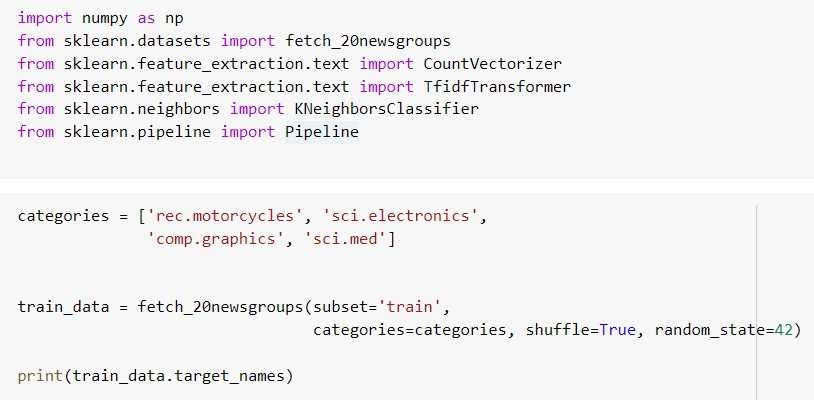 import numpy as np
from sklearn.datasets import fetch_20newsgroups
from sklearn.feature_extraction.text import CountVectorizer
from sklearn.feature_extraction.text import TfidfTransformer
from sklearn.neighbors import KNeighborsClassifier
from sklearn.pipeline import Pipeline
categories = ['rec.motorcycles', 'sci.electronics',
              'comp.graphics', 'sci.med']
train_data = fetch_20newsgroups(subset='train',
                                categories=categories, shuffle=True, random_state=42)
print(train_data.target_names)